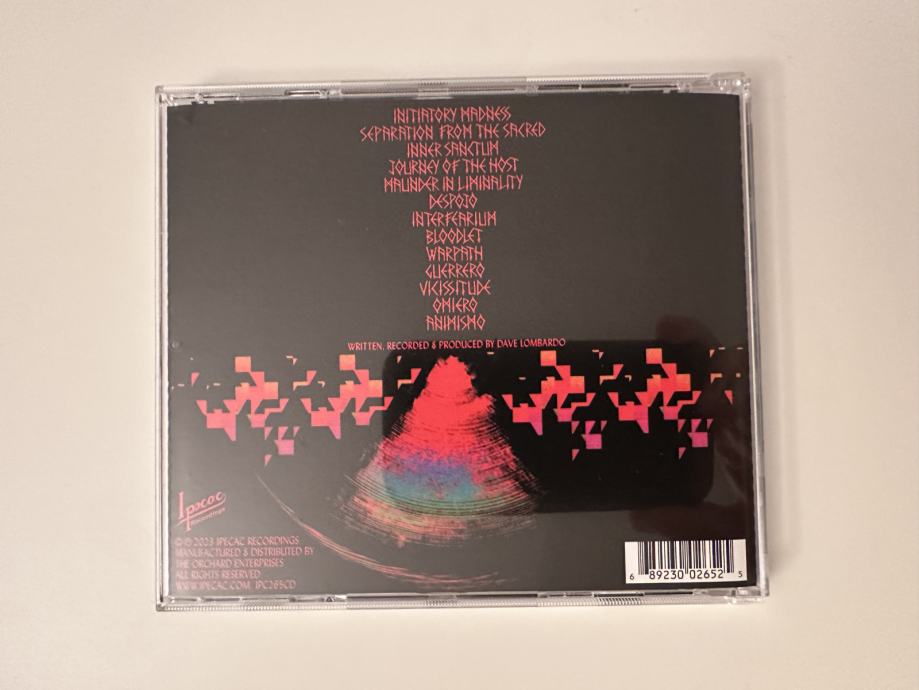 INITIATORY MADNESS
SEPARATION FROM THE SACRED
INNER SANCTUM
JOURNEY OF THE HOST
MAUNDER IN LIMINALITY
DESPOJO
INTERFEARIUM
BLOODLET
WARPATH
GUERRERO
VICISSITUDE
OMIERO
ANIMISMO
WRITTEN, RECORDED & PRODUCED BY DAVE LOMBARDO
Ipecac
Recordings
© ℗ 2023 IPECAC RECORDINGS
MANUFACTURED & DISTRIBUTED BY
THE ORCHARD ENTERPRISES
ALL RIGHTS RESERVED
WWW.IPECAC.COM IPC265CD
6 89230 02652 5